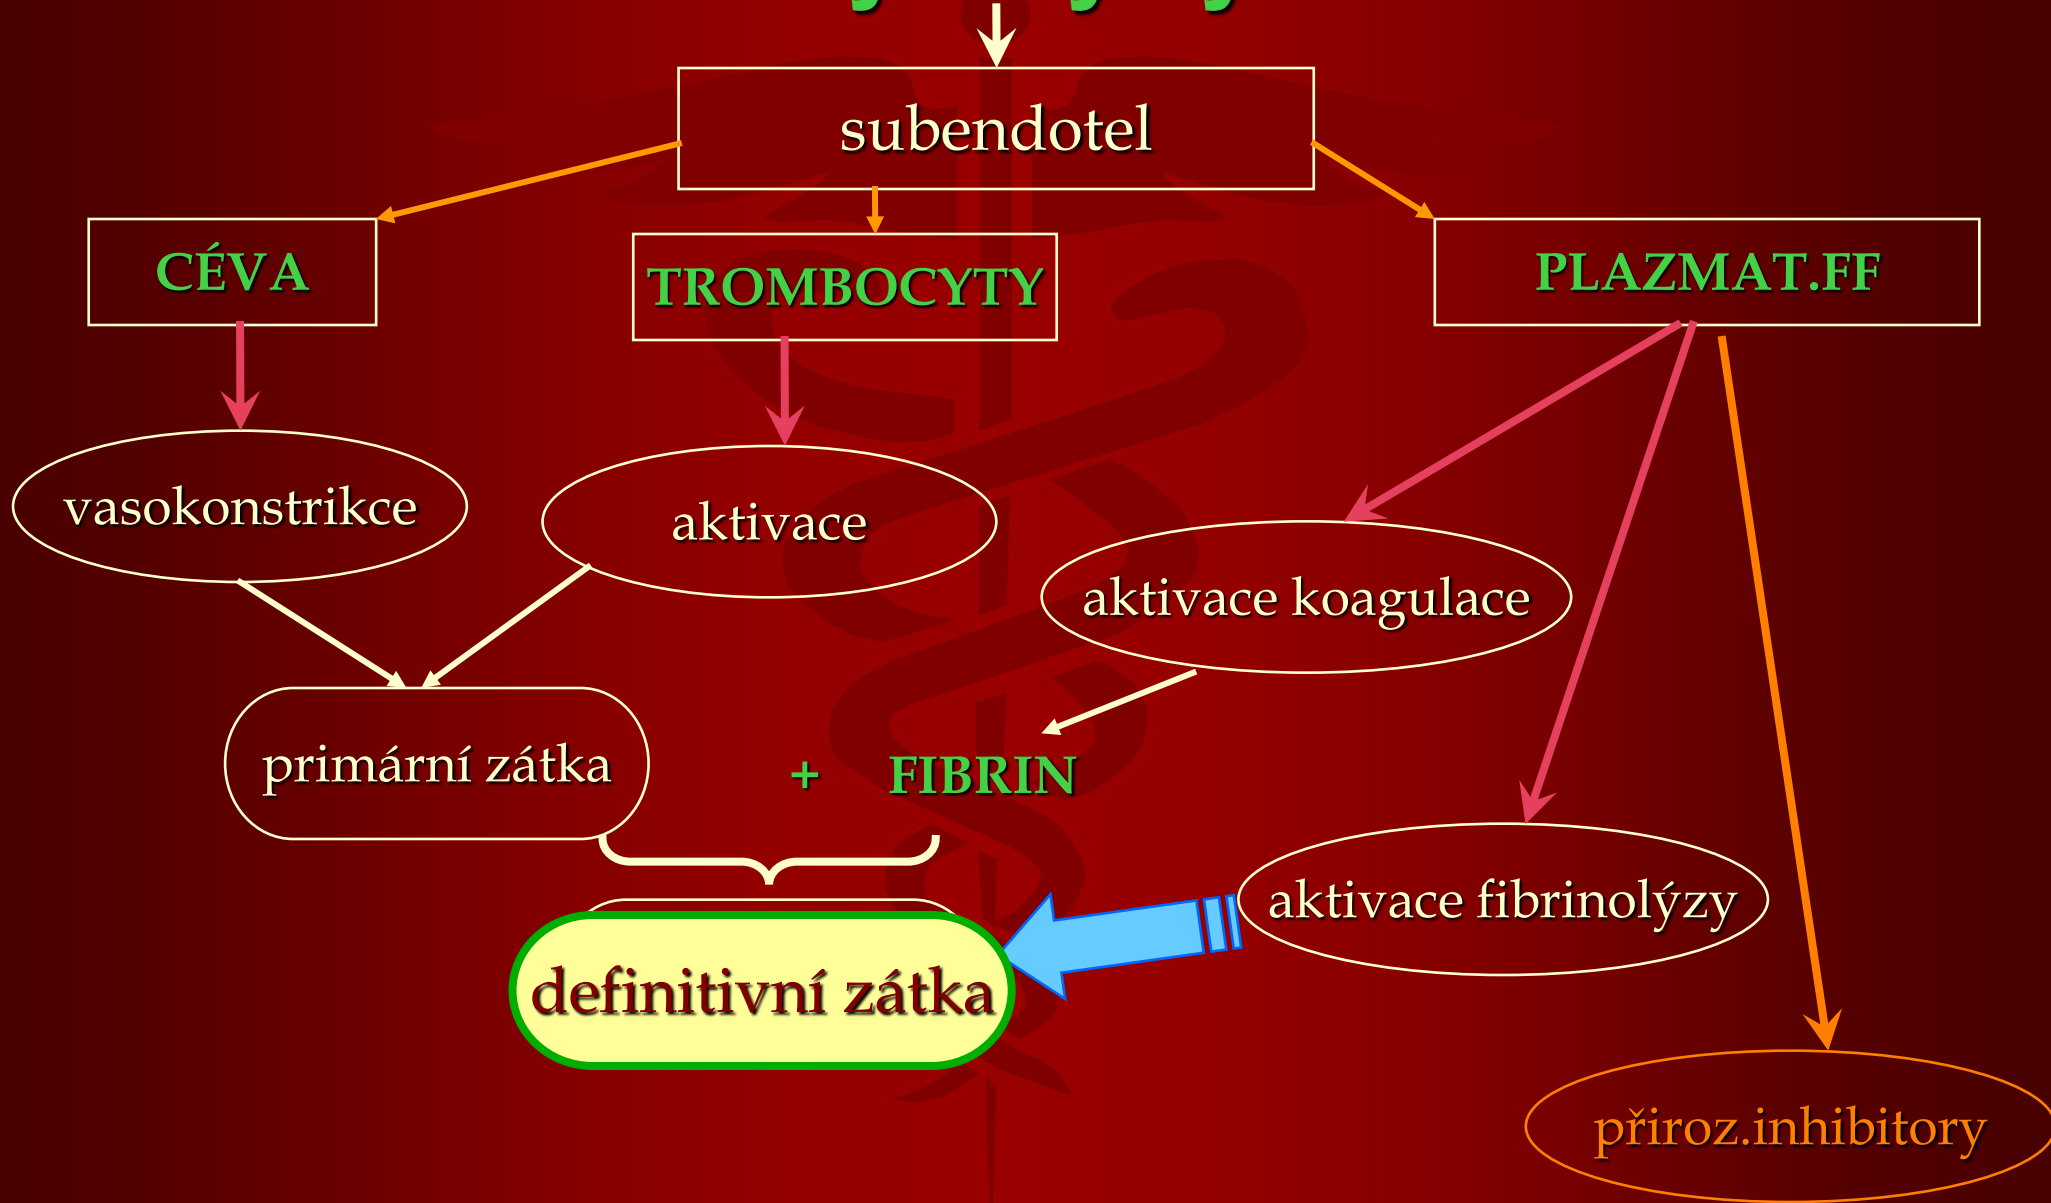 subendotel
CÉVA
TROMBOCYTY
PLAZMAT.FF
vasokonstrikce
aktivace
aktivace koagulace
primární zátka
+ FIBRIN
aktivace fibrinolýzy
definitivní zátka
přiroz.inhibitory